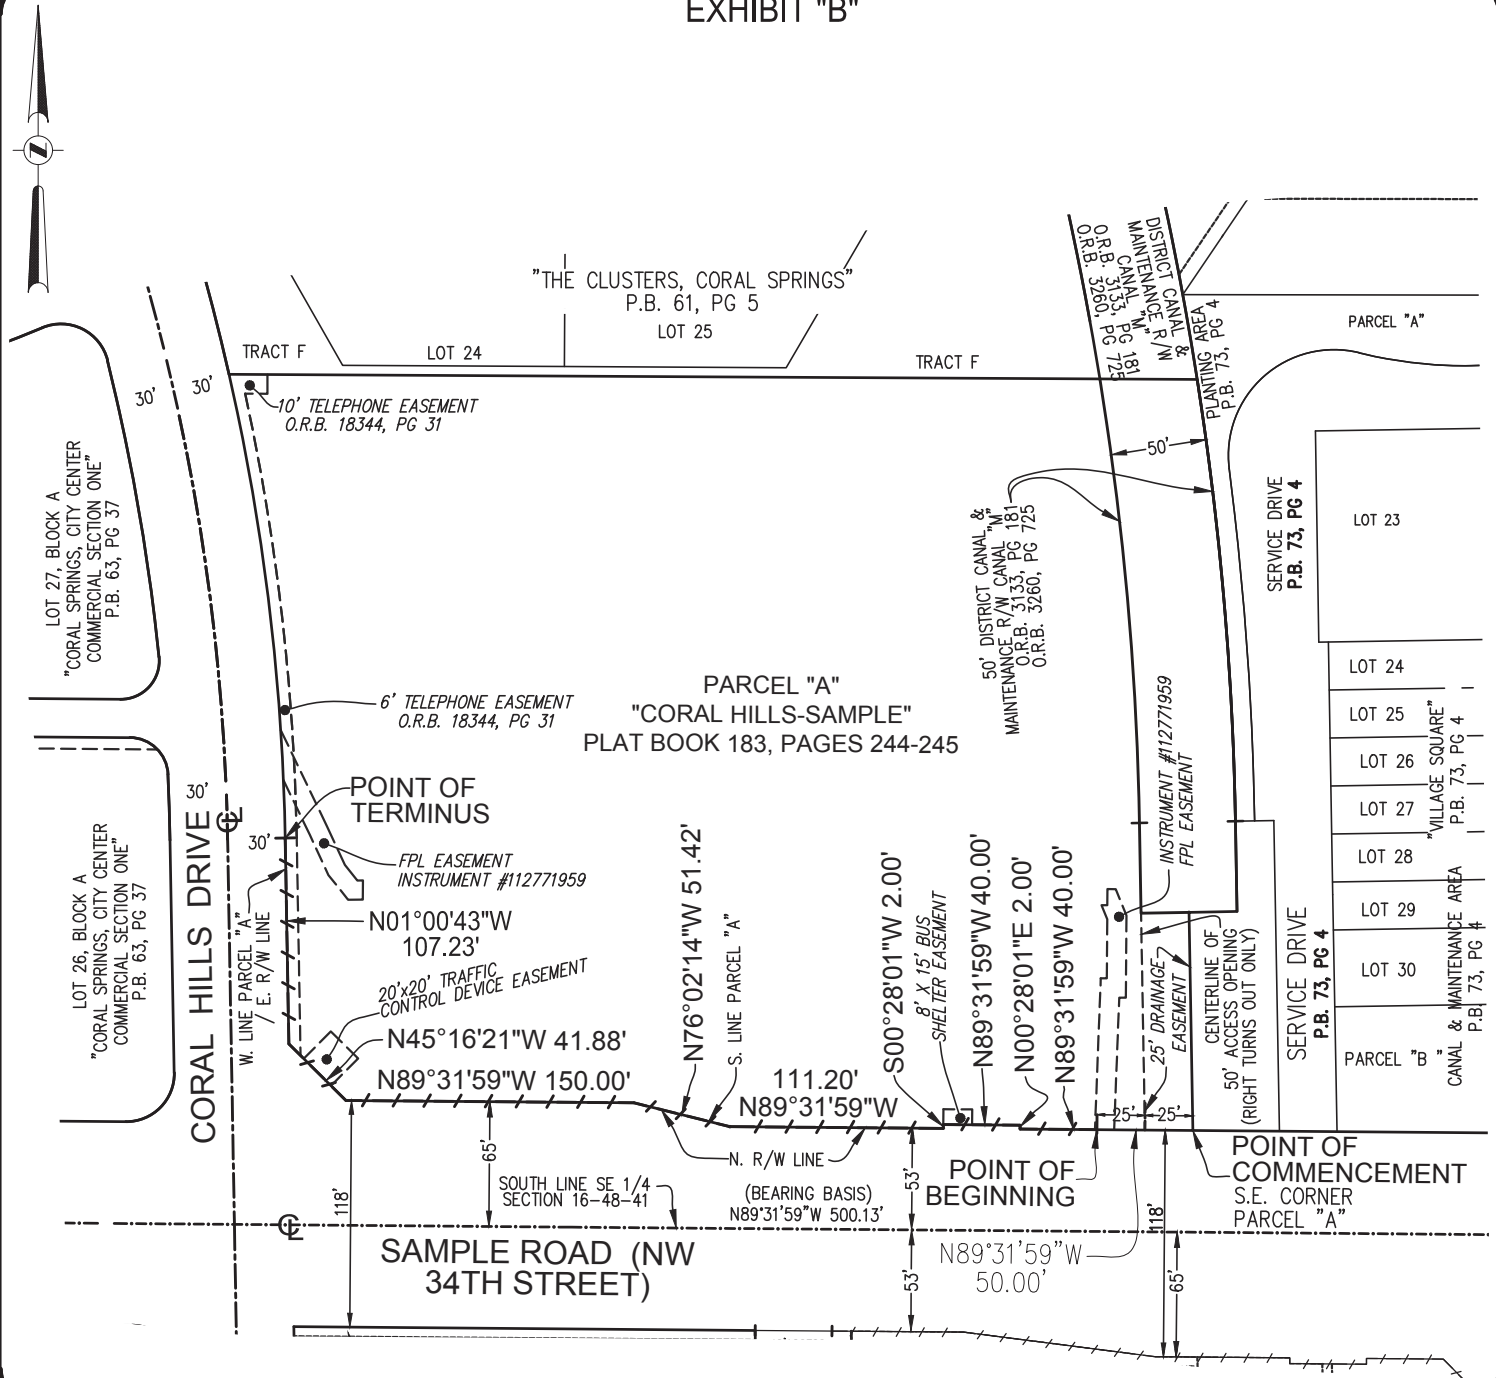 EXHIBIT "B"
Z
"THE CLUSTERS, CORAL SPRINGS"
P.B. 61, PG 5
LOT 25
TRACT F
LOT 24
TRACT F
DISTRICT CANAL &
MAINTENANCE R/W
CANAL "M"
O.R.B. 3133, PG 181
O.R.B. 3260, PG 725
PLANTING AREA
P.B. 73, PG 4
PARCEL "A"
30'
30'
10' TELEPHONE EASEMENT
O.R.B. 18344, PG 31
50'
LOT 27, BLOCK A
"CORAL SPRINGS, CITY CENTER
COMMERCIAL SECTION ONE"
P.B. 63, PG 37
50' DISTRICT CANAL &
MAINTENANCE R/W CANAL "M"
O.R.B. 3133, PG 181
O.R.B. 3260, PG 725
SERVICE DRIVE
P.B. 73, PG 4
LOT 23
LOT 24
LOT 25
LOT 26
LOT 27
LOT 28
LOT 29
LOT 30
"VILLAGE SQUARE"
P.B. 73, PG 4
6' TELEPHONE EASEMENT
O.R.B. 18344, PG 31
PARCEL "A"
"CORAL HILLS-SAMPLE"
PLAT BOOK 183, PAGES 244-245
INSTRUMENT #112771959
FPL EASEMENT
30'
POINT OF
TERMINUS
CL
30'
CORAL HILLS DRIVE
FPL EASEMENT
INSTRUMENT #112771959
LOT 26, BLOCK A
"CORAL SPRINGS, CITY CENTER
COMMERCIAL SECTION ONE"
P.B. 63, PG 37
W. LINE PARCEL "A"
/ E. R/W LINE
N01°00'43"W
107.23'
20'x20' TRAFFIC
CONTROL DEVICE EASEMENT
N45°16'21"W 41.88'
N89°31'59"W 150.00'
N76°02'14"W 51.42'
S. LINE PARCEL "A"
111.20'
N89°31'59"W
S00°28'01"W 2.00'
8' X 15' BUS
SHELTER EASEMENT
N89°31'59"W 40.00'
N00°28'01"E 2.00'
N89°31'59"W 40.00'
25' DRAINAGE
EASEMENT
CENTERLINE OF
50' ACCESS OPENING
(RIGHT TURNS OUT ONLY)
SERVICE DRIVE
P.B. 73, PG 4
PARCEL "B "
CANAL & MAINTENANCE AREA
P.B. 73, PG 4
25'
25'
65'
N. R/W LINE
53'
POINT OF
BEGINNING
POINT OF
COMMENCEMENT
S.E. CORNER
PARCEL "A"
118'
SOUTH LINE SE 1/4
SECTION 16-48-41
(BEARING BASIS)
N89°31'59"W 500.13'
118'
CL
SAMPLE ROAD (NW
34TH STREET)
53'
N89°31'59"W
50.00'
65'